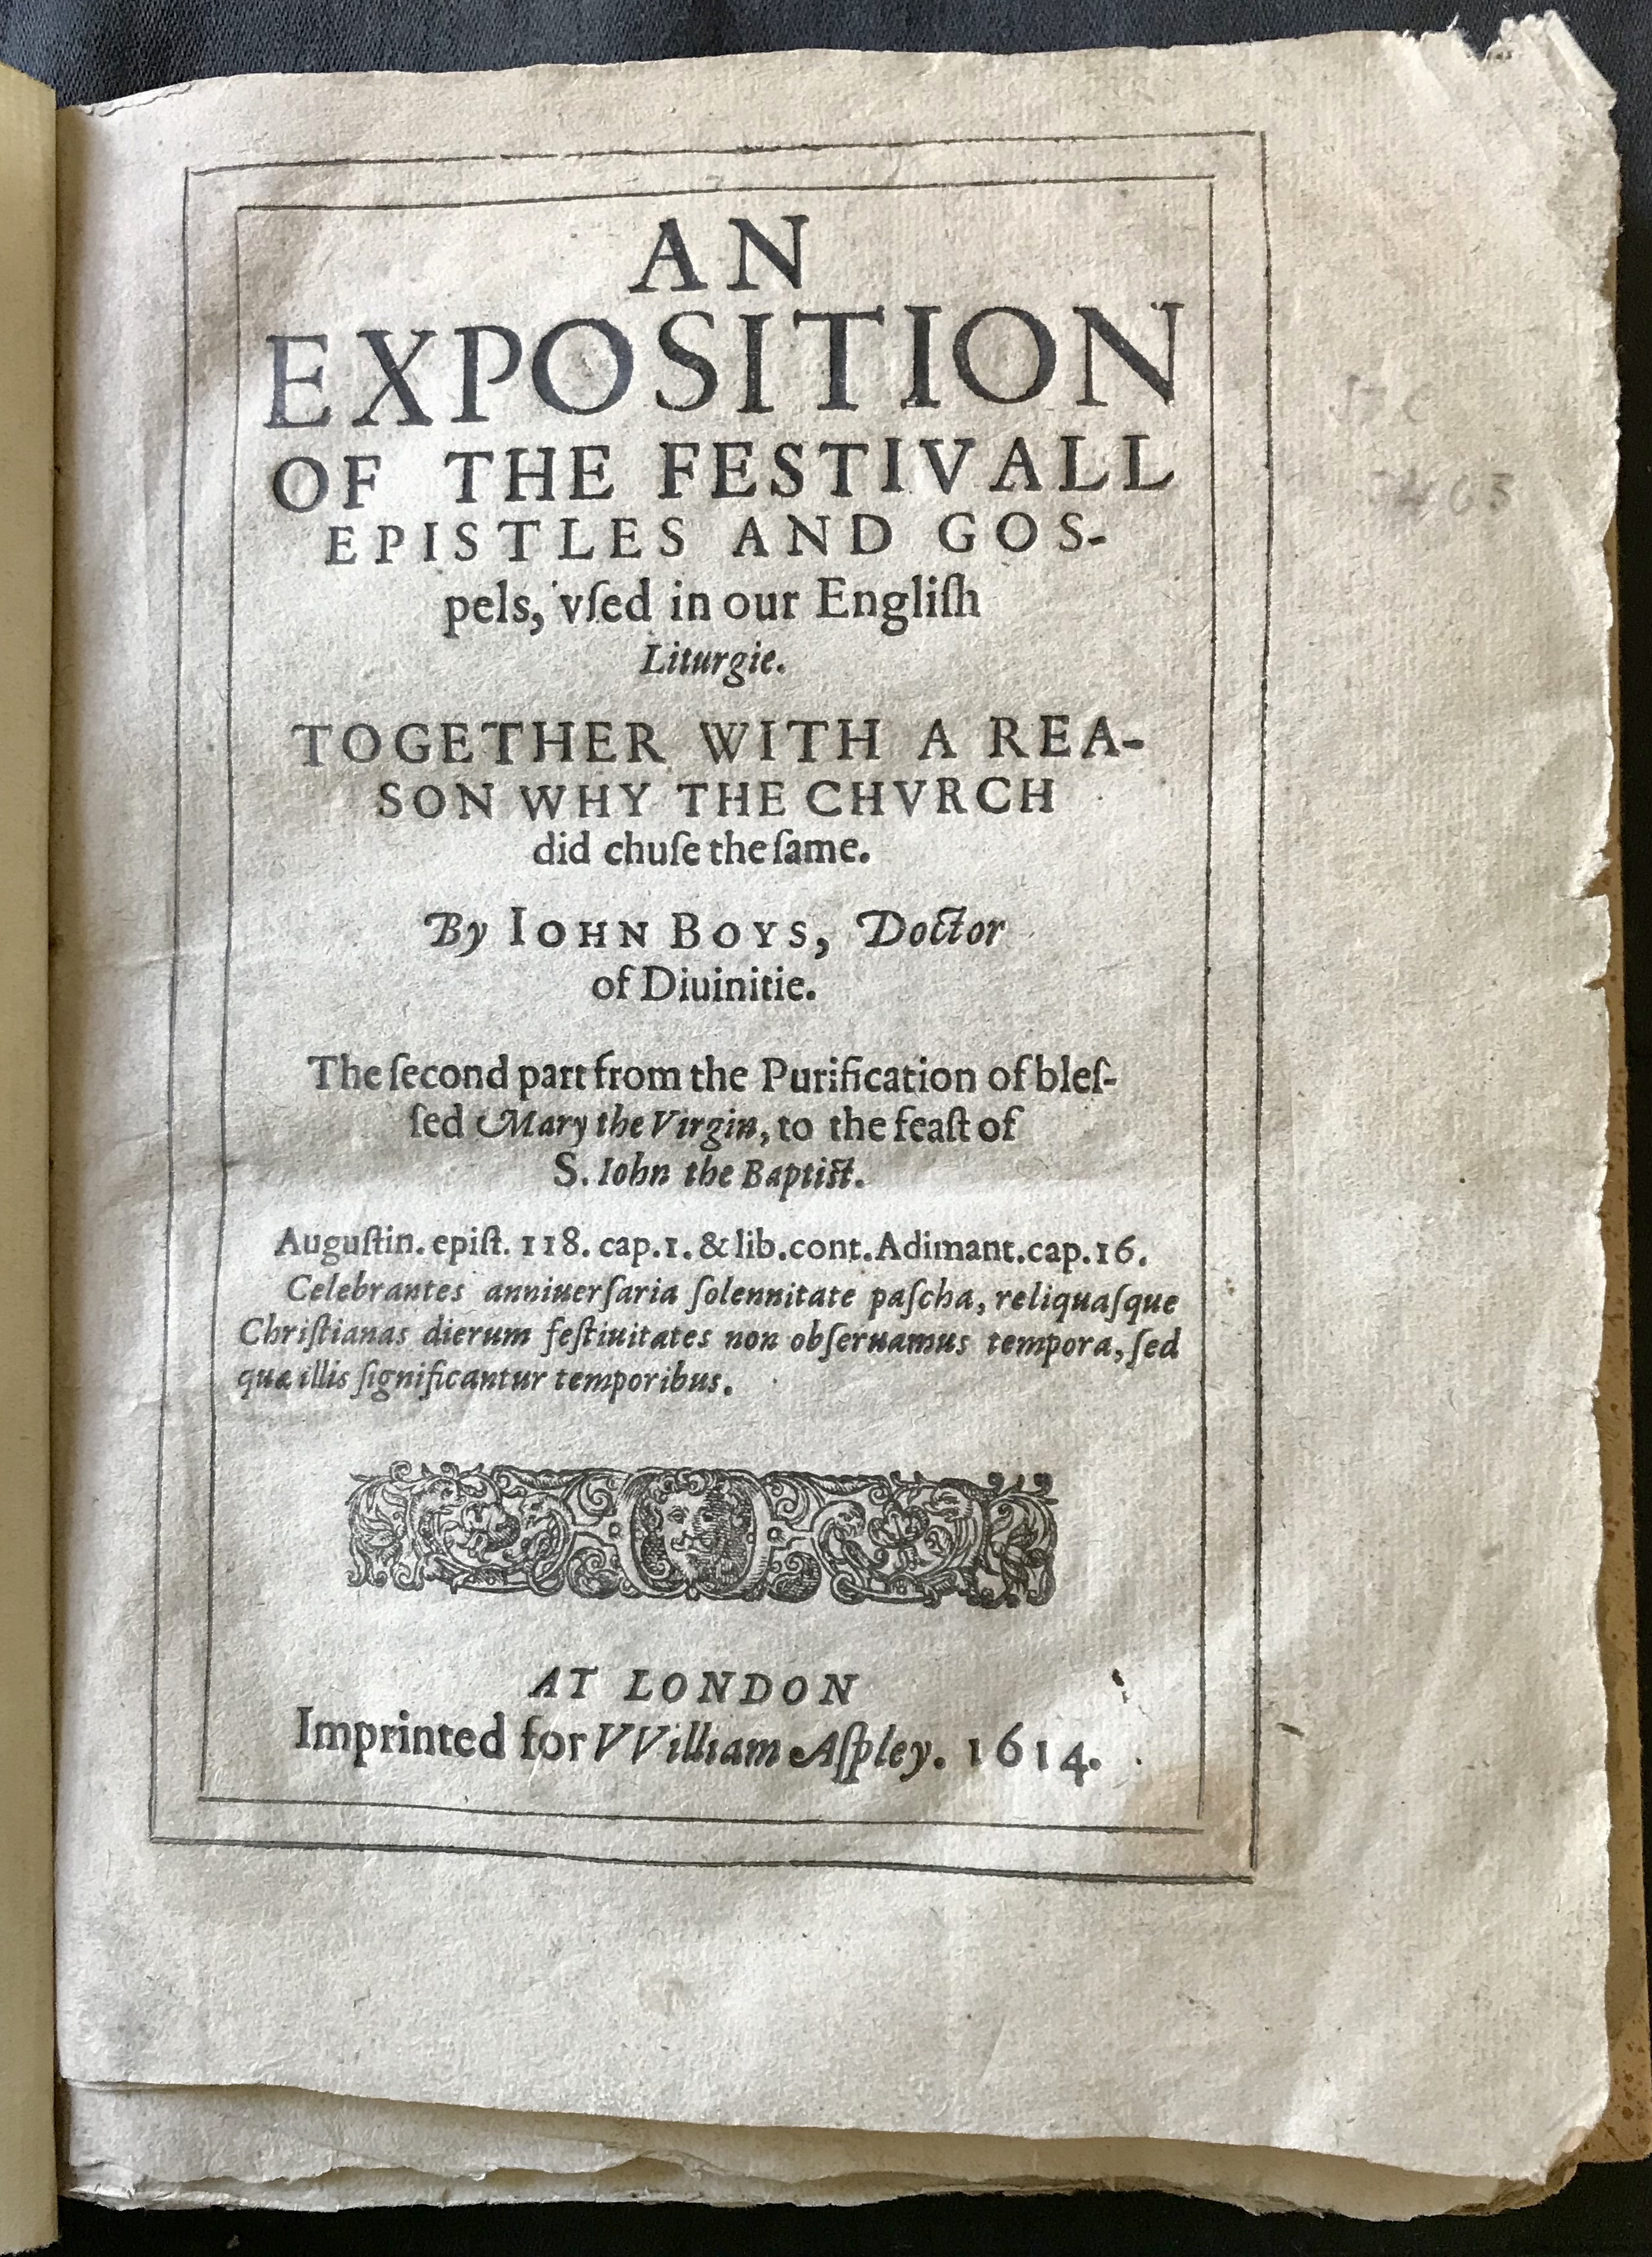 AN
EXPOSITION
OF THE FESTIVALL
EPISTLES AND GOS-
pels, vſed in our Engliſh
Liturgie.
TOGETHER WITH A REA-
SON WHY THE CHVRCH
did chuſe the ſame.
By IOHN BOYS, Doctor
of Diuinitie.
The ſecond part from the Purification of bleſ-
ſed Mary the Virgin, to the feaſt of
S. Iohn the Baptiſt.
Auguſtin. epiſt. 118. cap.1. & lib.cont.Adimant.cap.16.
Celebrantes anniuerſaria ſolennitate paſcha, reliquaſque
Chriſtianas dierum feſtiuitates non obſeruamus tempora, ſed
quæ illis ſignificantur temporibus.
AT LONDON
Imprinted for VVilliam Aſpley. 1614.